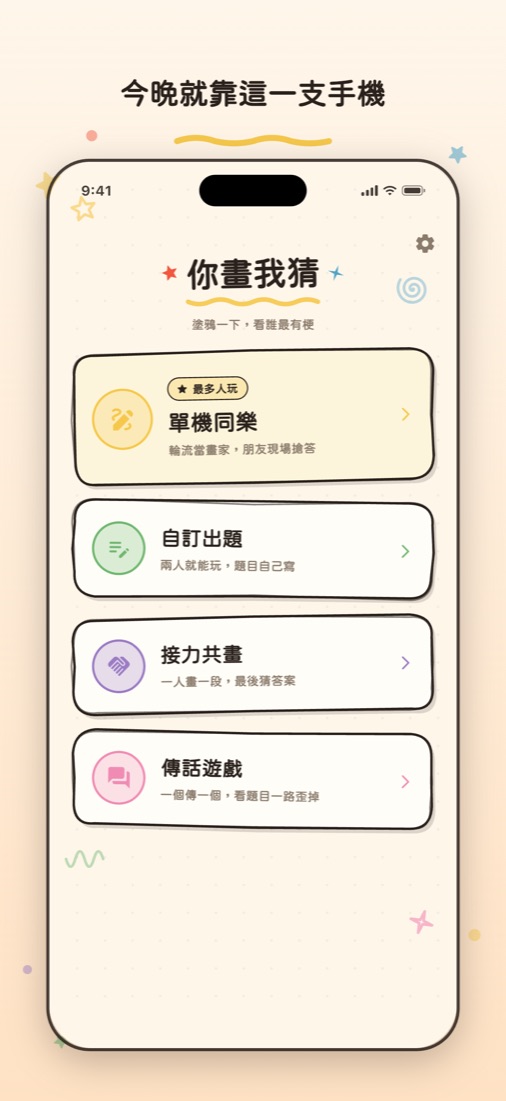 今晚就靠這一支手機
9:41
你畫我猜
塗鴉一下，看誰最有梗
最多人玩
單機同樂
輪流當畫家，朋友現場搶答
自訂出題
兩人就能玩，題目自己寫
接力共畫
一人畫一段，最後猜答案
傳話遊戲
一個傳一個，看題目一路歪掉